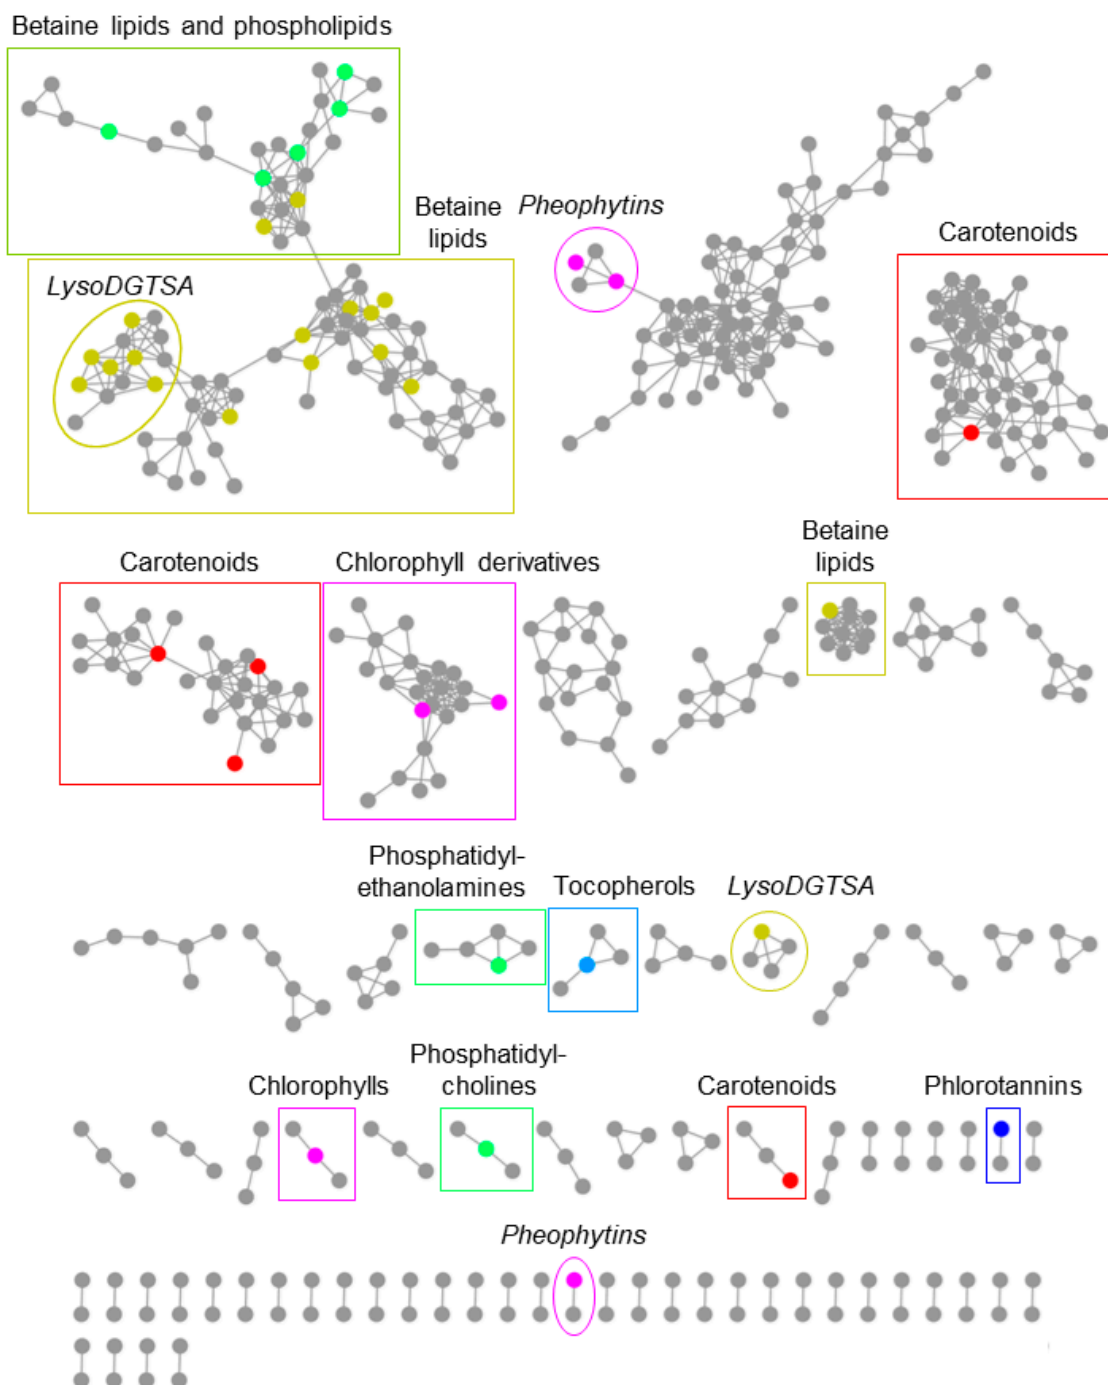 Betaine lipids and phospholipids
Betaine
lipids
LysoDGTSA
Pheophytins
Carotenoids
Carotenoids
Chlorophyll derivatives
Betaine
lipids
Phosphatidyl-
ethanolamines
Tocopherols
LysoDGTSA
Chlorophylls
Phosphatidyl-
cholines
Carotenoids
Phlorotannins
Pheophytins